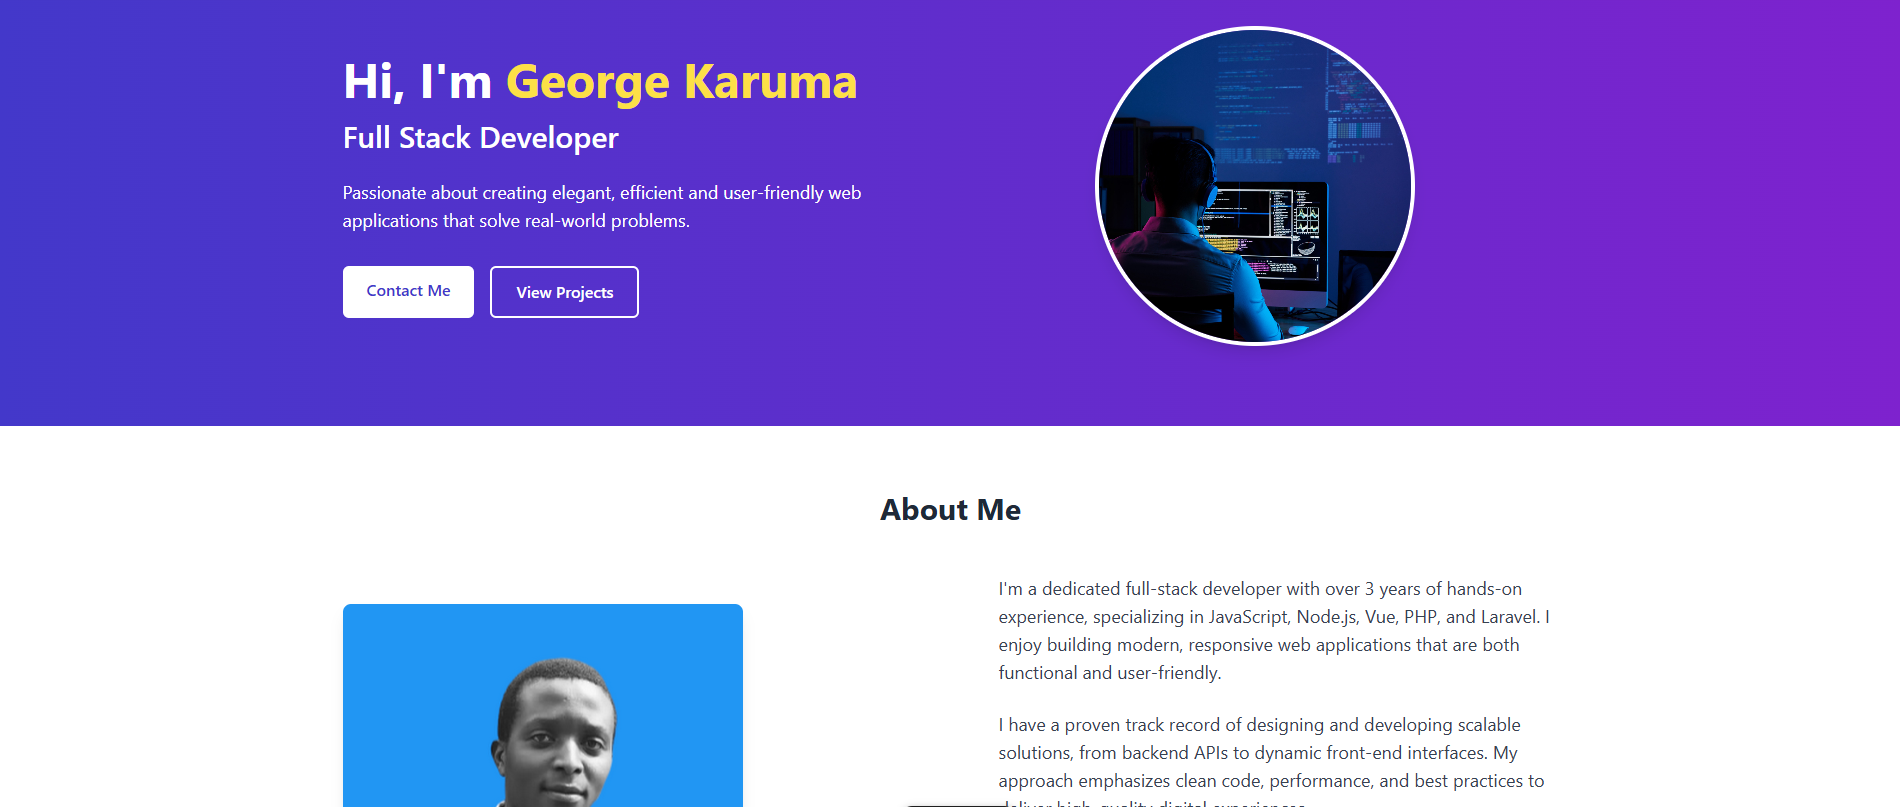 Hi, I'm George Karuma
Full Stack Developer
Passionate about creating elegant, efficient and user-friendly web
applications that solve real-world problems.
Contact Me
View Projects
About Me
I'm a dedicated full-stack developer with over 3 years of hands-on
experience, specializing in JavaScript, Node.js, Vue, PHP, and Laravel. I
enjoy building modern, responsive web applications that are both
functional and user-friendly.
I have a proven track record of designing and developing scalable
solutions, from backend APIs to dynamic front-end interfaces. My
approach emphasizes clean code, performance, and best practices to